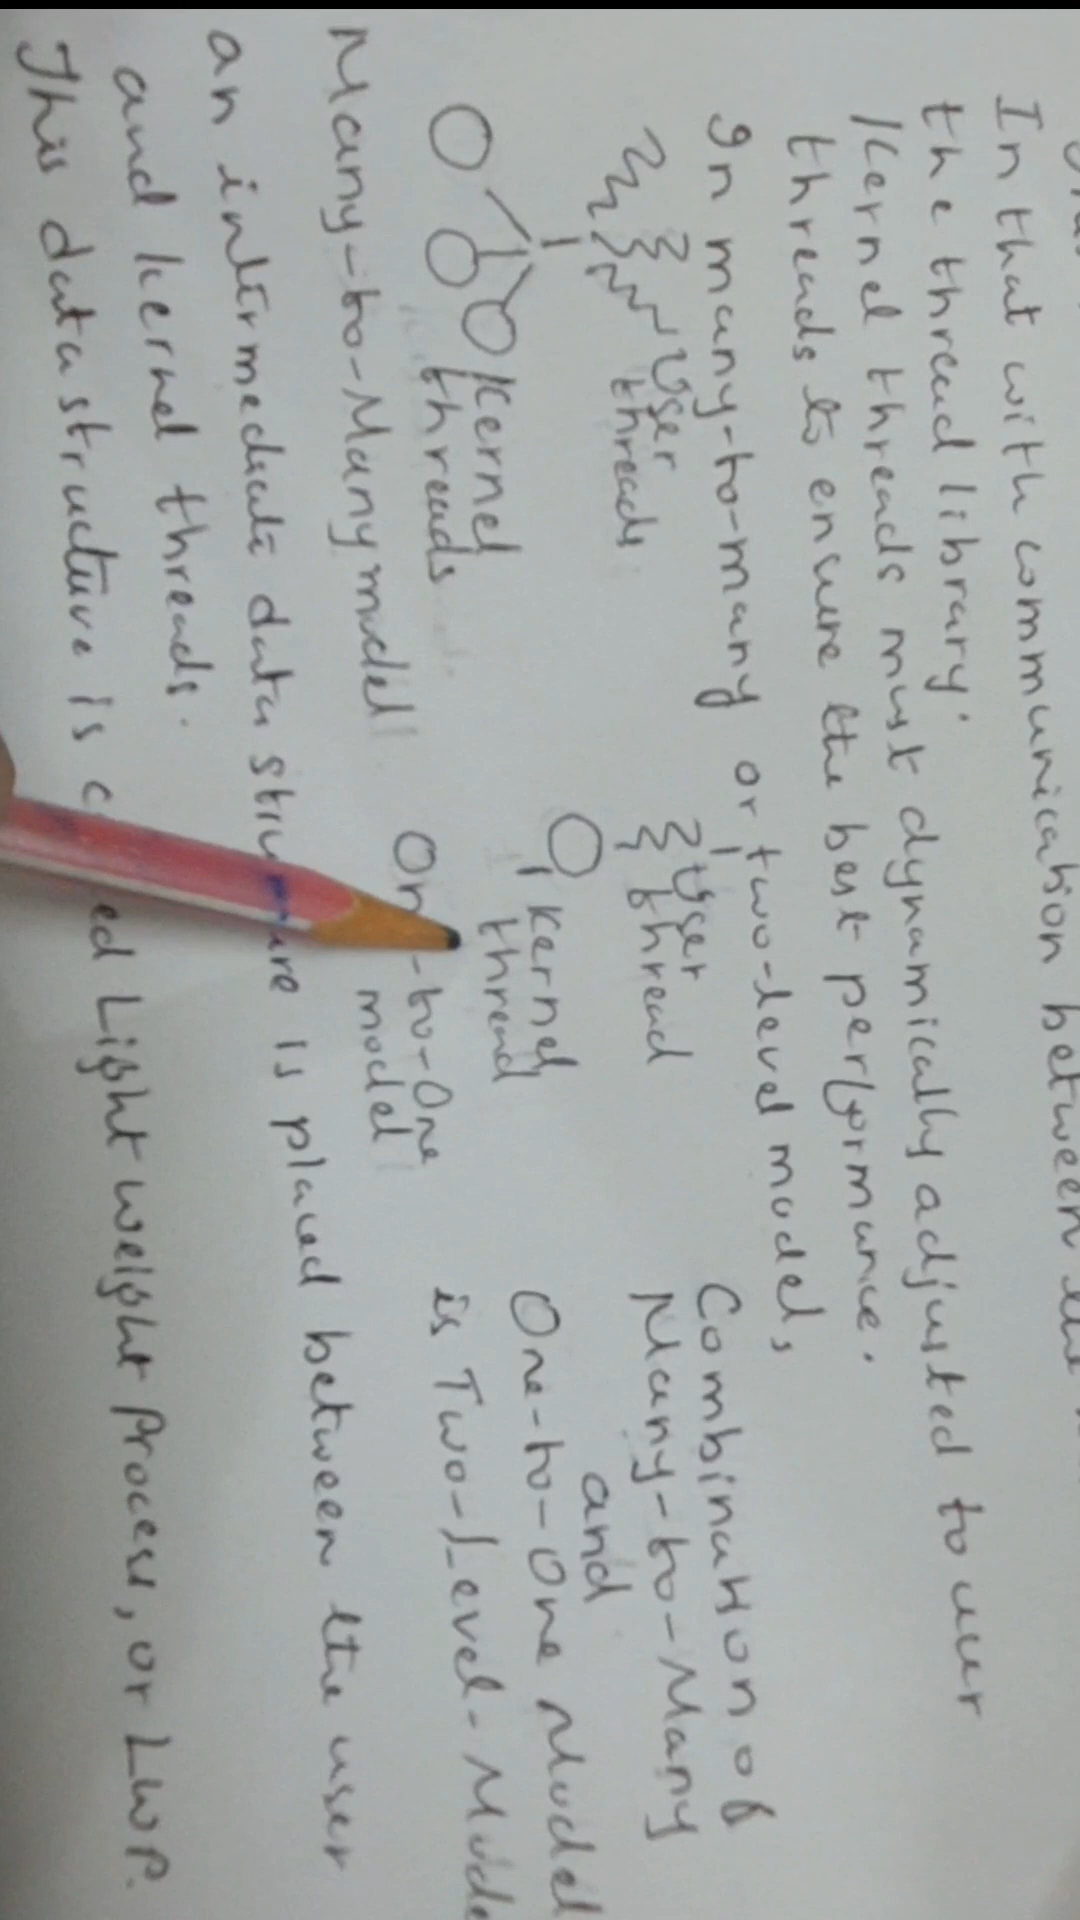 In that with communication between the
the thread library.
Kernel threads must dynamically adjusted to user
threads to ensure the best performance.
In many-to-many or two-level model,
User
threads
Kernel
threads
Many-to-Many model
User
thread
Kernel
thread
One-to-One
model
Combination of
Many-to-Many
and
One-to-One Model
is Two-Level-Mode
an intermediate data structure is placed between the user
and kernel threads.
This data structure is called Light weight Process, or LWP.